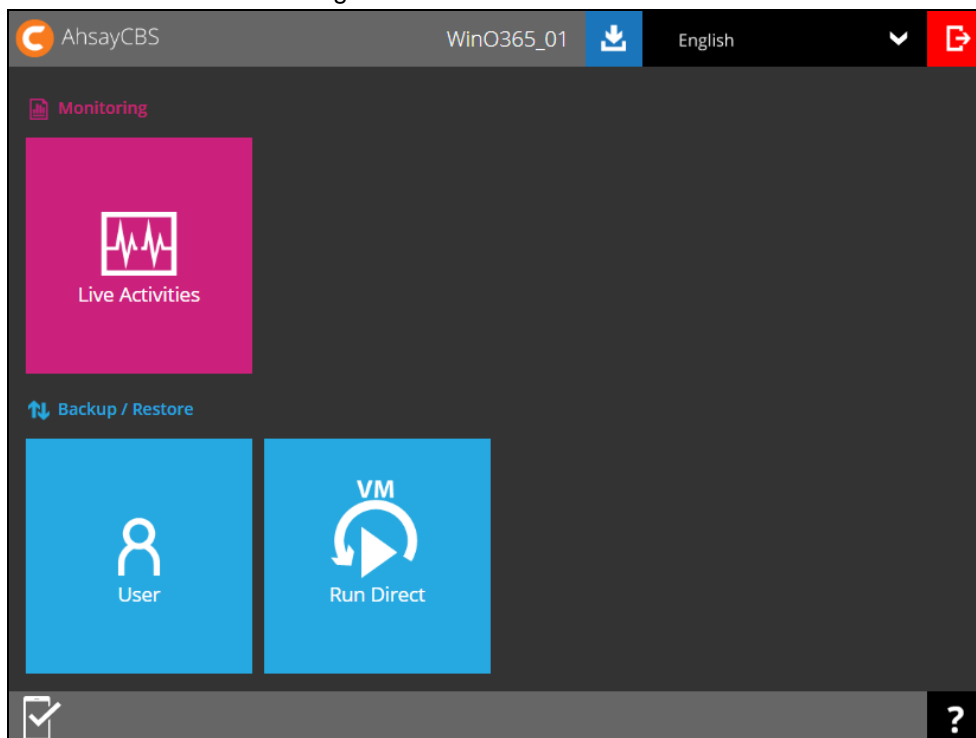 AhsayCBS WinO365_01 English
Monitoring
Live Activities
Backup / Restore
VM
User Run Direct
?